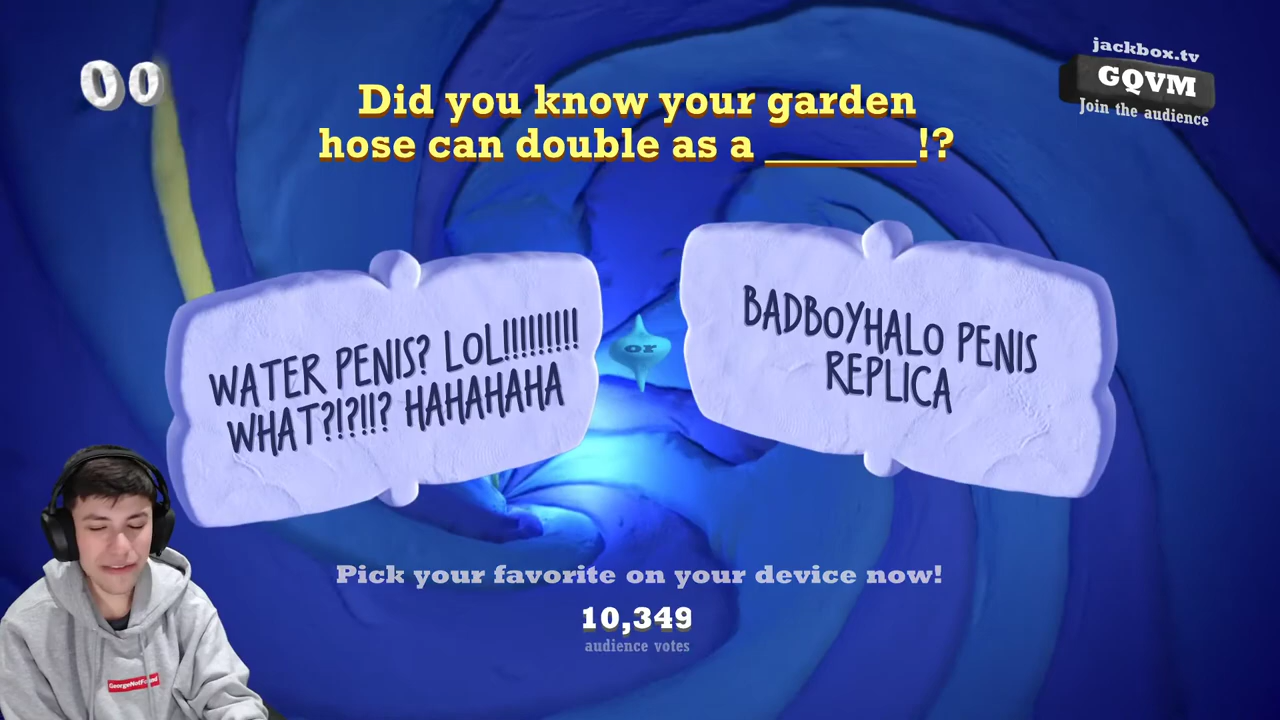 00
jackbox.tv
GQVM
Join the audience
Did you know your garden
hose can double as a ________!?
WATER PENIS? LOL!!!!!!!!!
WHAT?!?!!? HAHAHAHA
or
BADBOYHALO PENIS
REPLICA
Pick your favorite on your device now!
10,349
audience votes
GeorgeNotFound